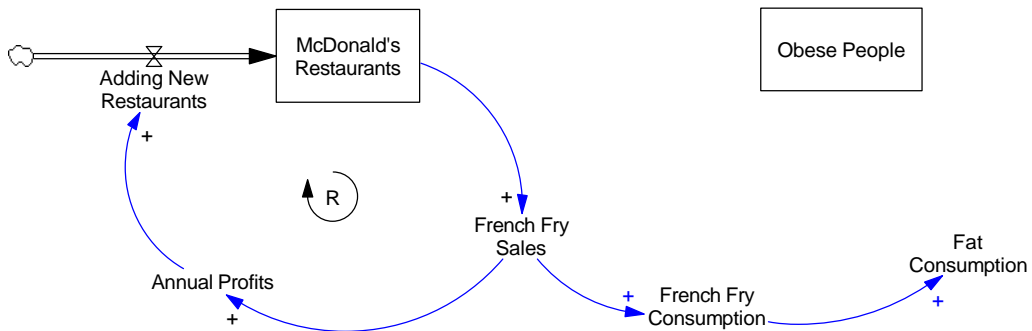 McDonald's
Restaurants
Obese People
Adding New
Restaurants
+
R
+
French Fry
Sales
Fat
Consumption
Annual Profits
+
+
French Fry
Consumption
+